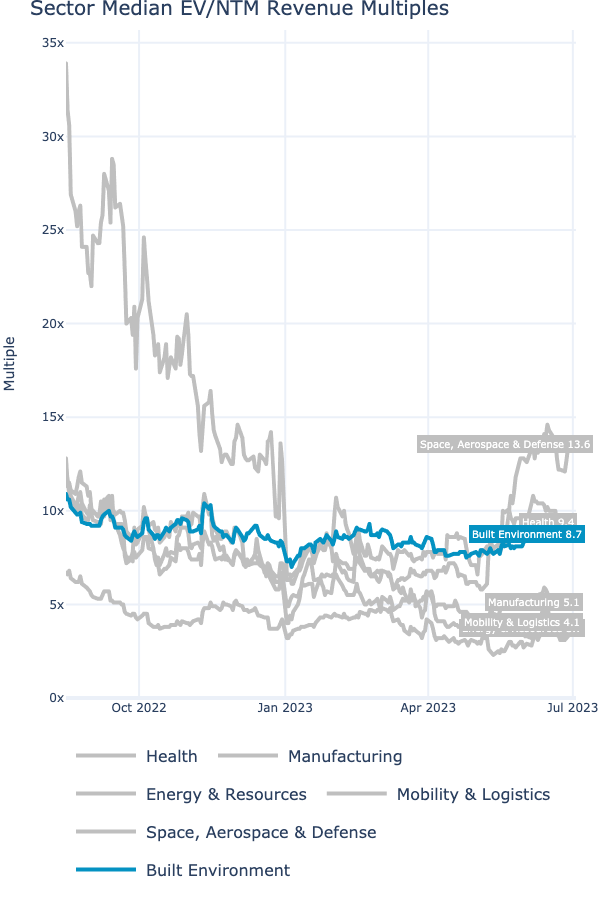 Sector Median EV/NTM Revenue Multiples
35x
30x
25x
20x
15x
10x
5x
0x
Multiple
Space, Aerospace & Defense 13.6
Health 9.4
Built Environment 8.7
Manufacturing 5.1
Mobility & Logistics 4.1
Energy & Resources
Oct 2022
Jan 2023
Apr 2023
Jul 2023
Health
Manufacturing
Energy & Resources
Mobility & Logistics
Space, Aerospace & Defense
Built Environment